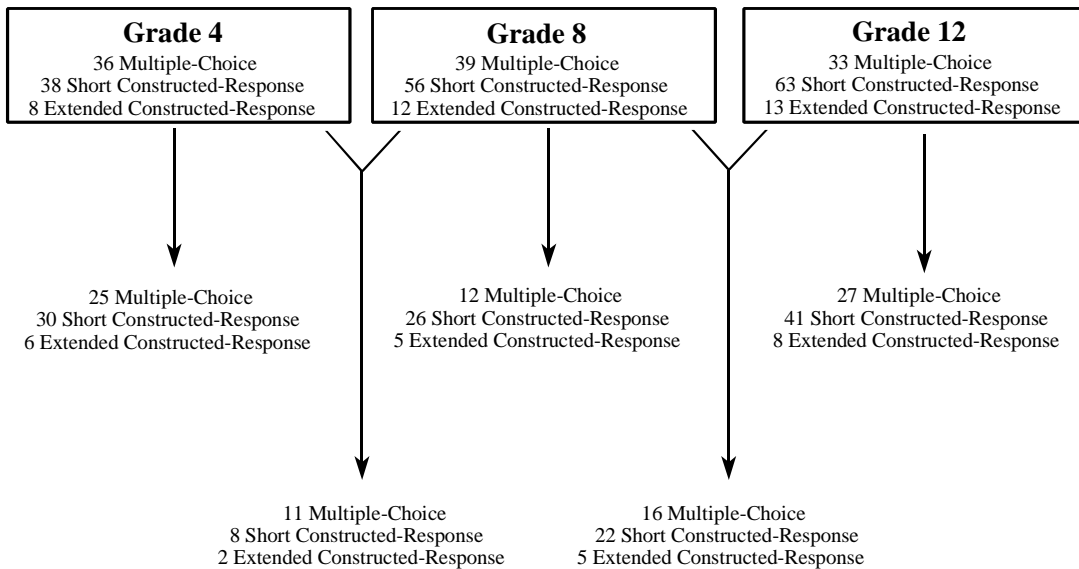 Grade 4
36 Multiple-Choice
38 Short Constructed-Response
8 Extended Constructed-Response
Grade 8
39 Multiple-Choice
56 Short Constructed-Response
12 Extended Constructed-Response
Grade 12
33 Multiple-Choice
63 Short Constructed-Response
13 Extended Constructed-Response
25 Multiple-Choice
30 Short Constructed-Response
6 Extended Constructed-Response
12 Multiple-Choice
26 Short Constructed-Response
5 Extended Constructed-Response
27 Multiple-Choice
41 Short Constructed-Response
8 Extended Constructed-Response
11 Multiple-Choice
8 Short Constructed-Response
2 Extended Constructed-Response
16 Multiple-Choice
22 Short Constructed-Response
5 Extended Constructed-Response